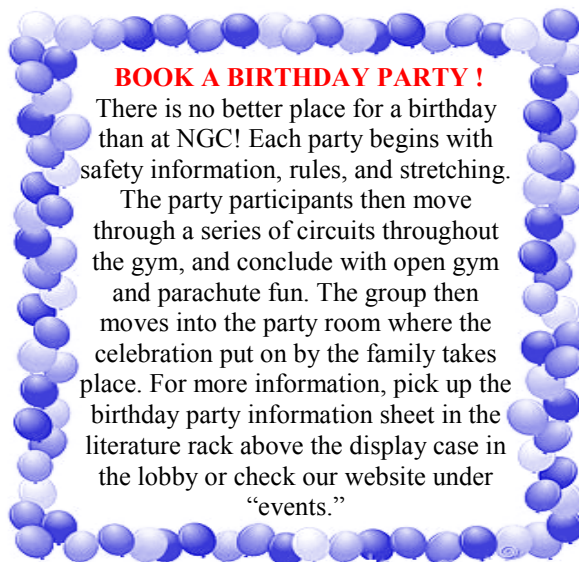 BOOK A BIRTHDAY PARTY !
There is no better place for a birthday
than at NGC! Each party begins with
safety information, rules, and stretching.
The party participants then move
through a series of circuits throughout
the gym, and conclude with open gym
and parachute fun. The group then
moves into the party room where the
celebration put on by the family takes
place. For more information, pick up the
birthday party information sheet in the
literature rack above the display case in
the lobby or check our website under
“events.”